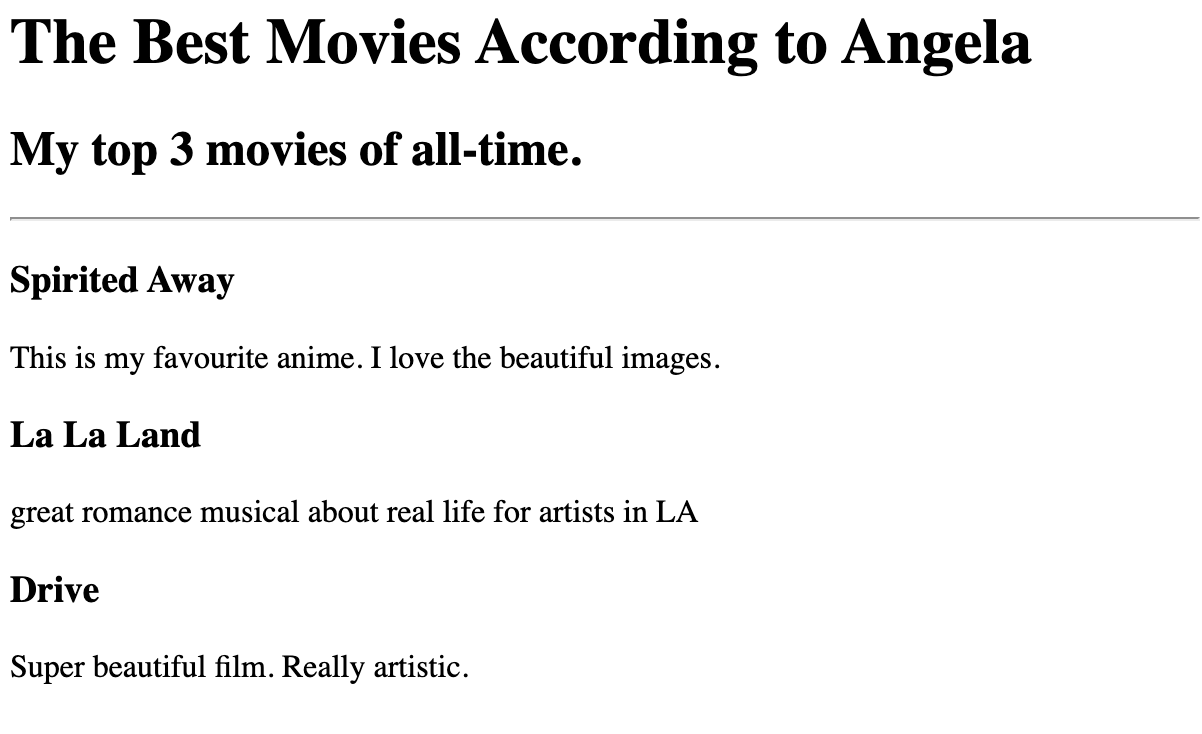 The Best Movies According to Angela
My top 3 movies of all-time.
Spirited Away
This is my favourite anime. I love the beautiful images.
La La Land
great romance musical about real life for artists in LA
Drive
Super beautiful film. Really artistic.